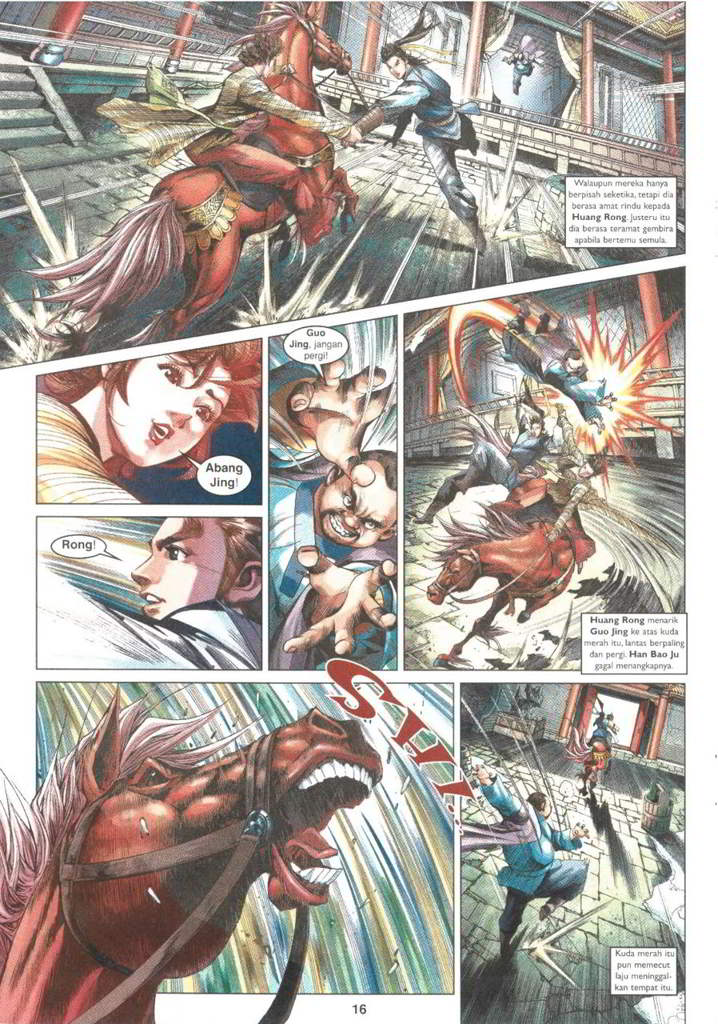 Walaupun mereka hanya
berpisah seketika, tetapi dia
berasa amat rindu kepada
Huang Rong. Justeru itu
dia berasa teramat gembira
apabila bertemu semula.
Abang
Jing!
Rong!
Guo
Jing, jangan
pergi!
Huang Rong menarik
Guo Jing ke atas kuda
merah itu, lantas berpaling
dan pergi. Han Bao Ju
gagal menangkapnya.
Kuda merah itu
pun memecut
laju meninggal-
kan tempat itu.
16